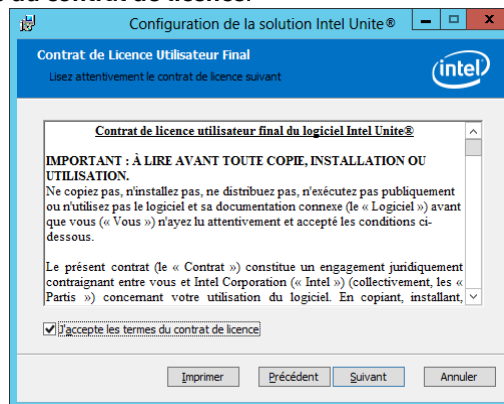 du contrat de licence.
Configuration de la solution Intel Unite®
Contrat de Licence Utilisateur Final
Lisez attentivement le contrat de licence suivant
intel
Contrat de licence utilisateur final du logiciel Intel Unite®
IMPORTANT : À LIRE AVANT TOUTE COPIE, INSTALLATION OU
UTILISATION.
Ne copiez pas, n'installez pas, ne distribuez pas, n'exécutez pas publiquement
ou n'utilisez pas le logiciel et sa documentation connexe (le « Logiciel ») avant
que vous (« Vous ») n'ayez lu attentivement et accepté les conditions ci-
dessous.
Le présent contrat (le « Contrat ») constitue un engagement juridiquement
contraignant entre vous et Intel Corporation (« Intel ») (collectivement, les «
Partis ») concernant votre utilisation du logiciel. En copiant, installant,
J'accepte les termes du contrat de licence
Imprimer Précédent Suivant Annuler